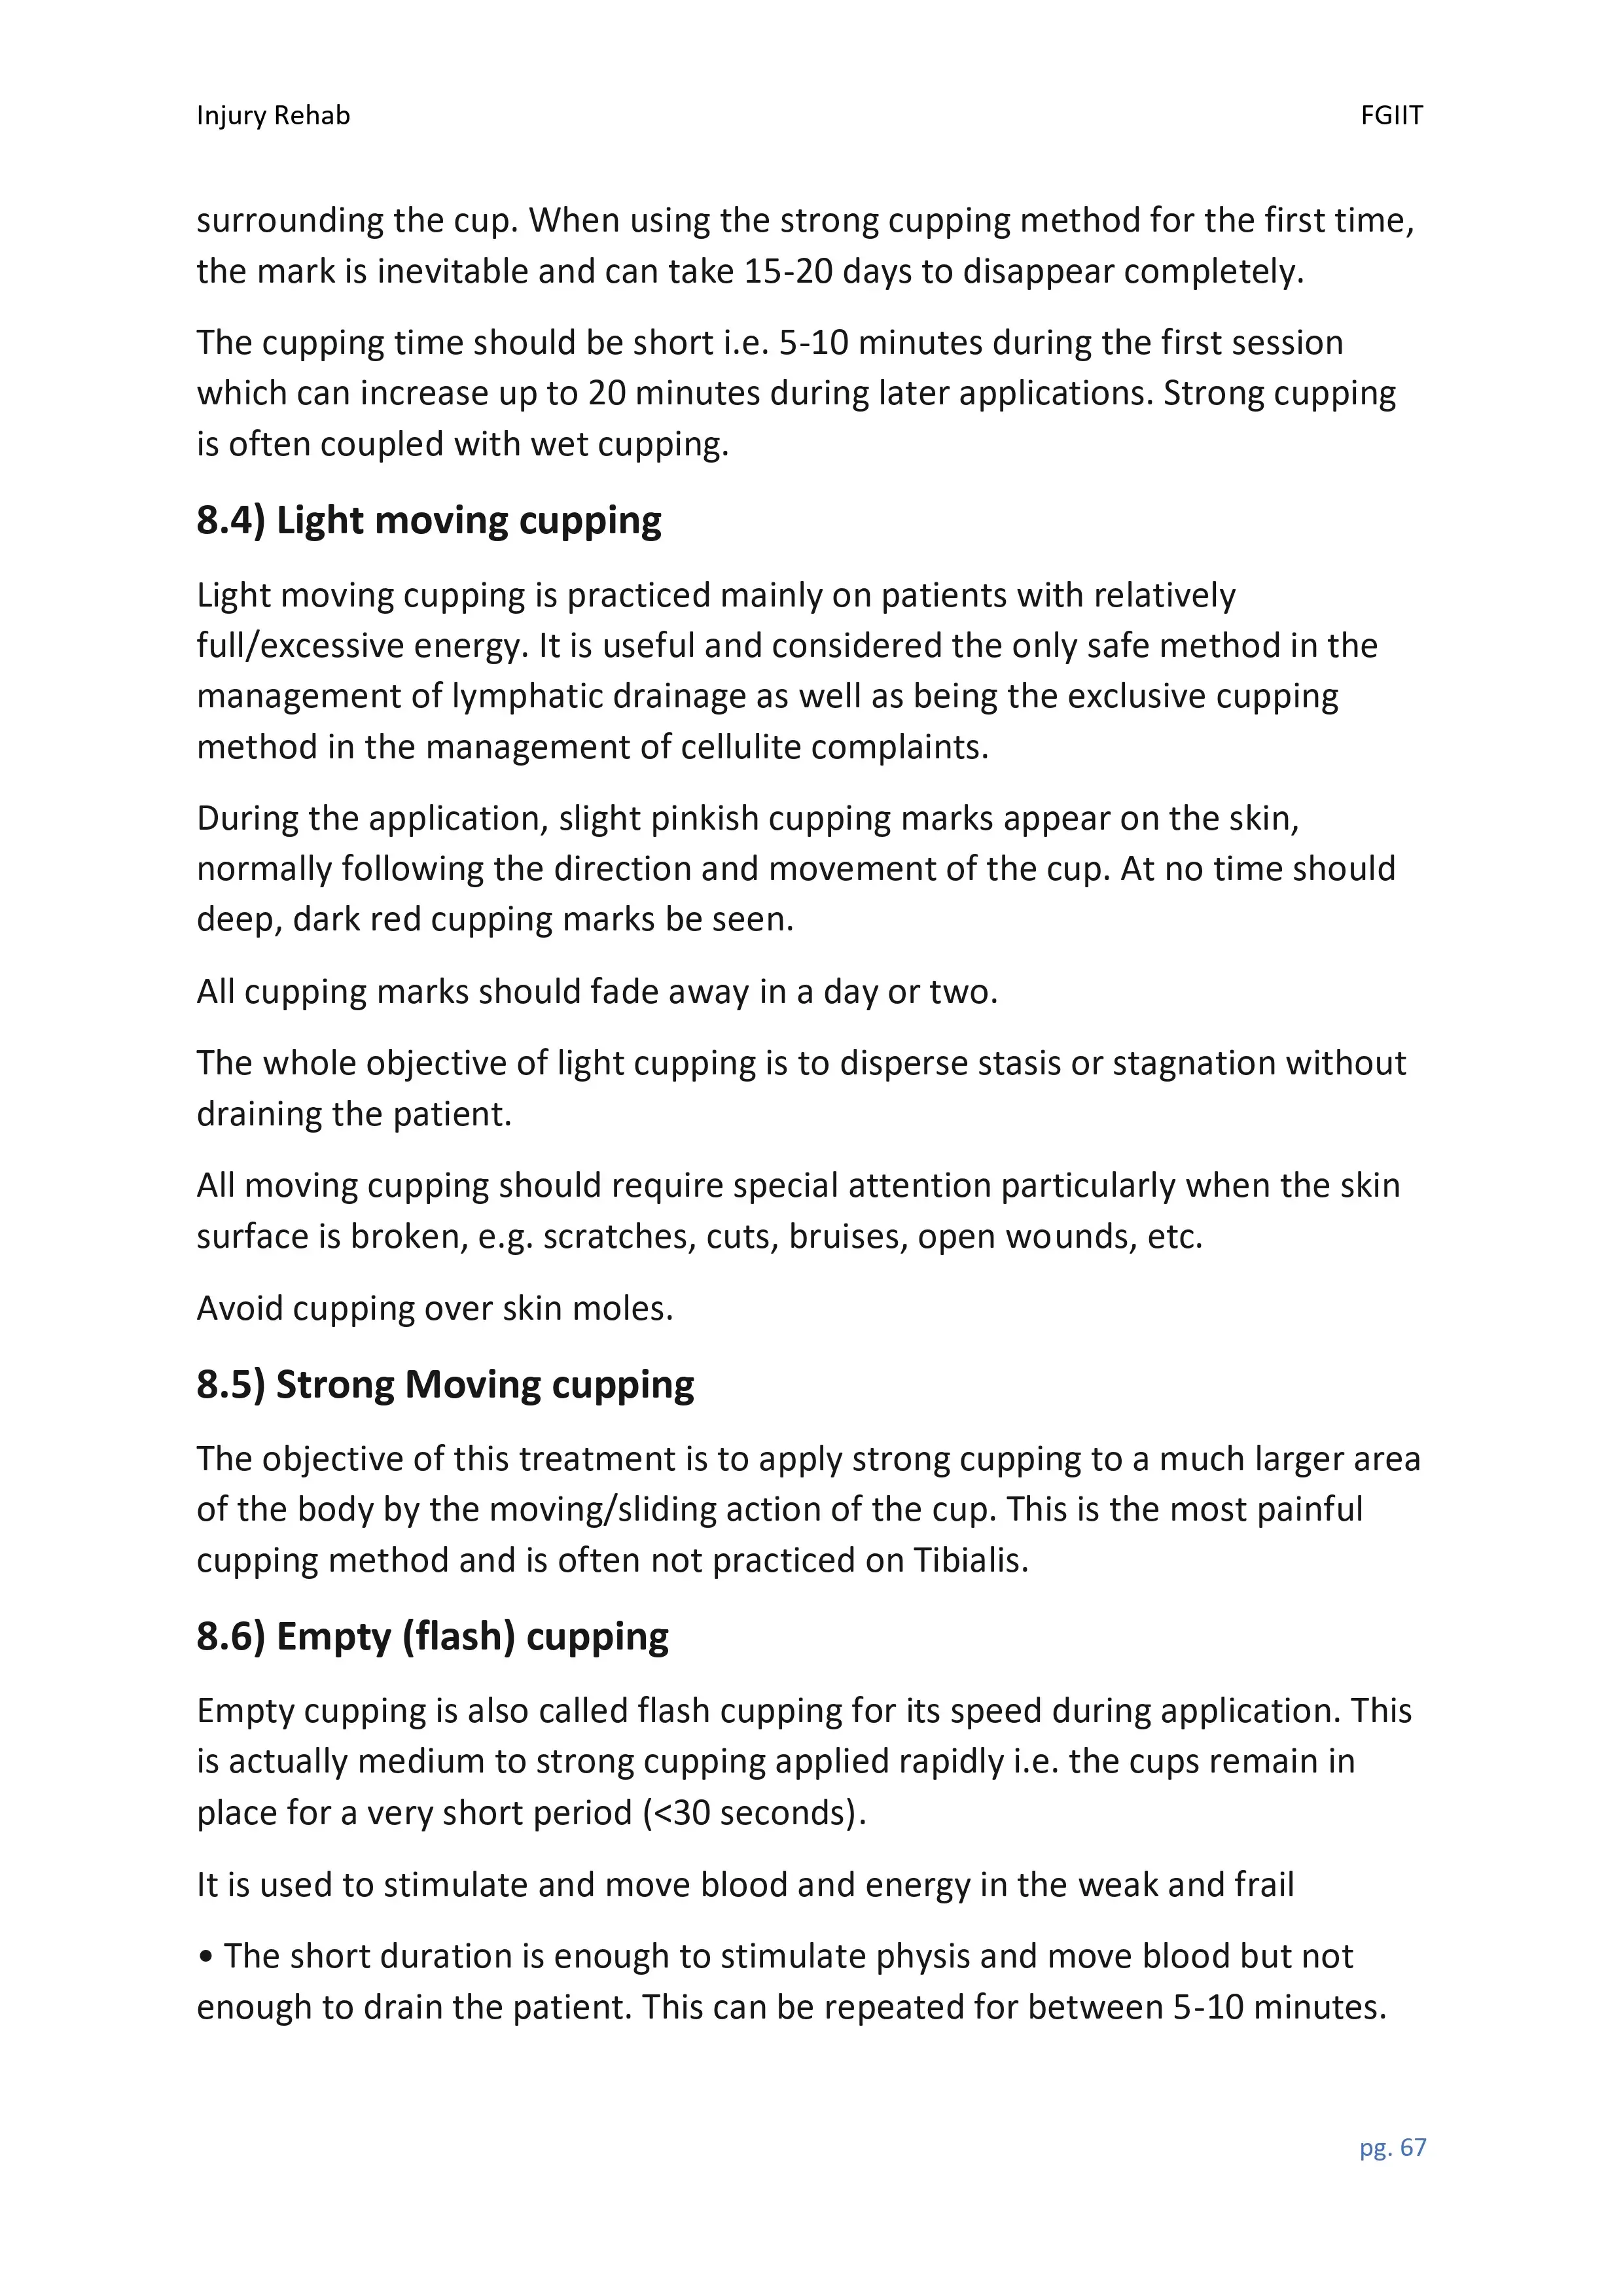 Injury Rehab FGIIT
surrounding the cup. When using the strong cupping method for the first time,
the mark is inevitable and can take 15-20 days to disappear completely.
The cupping time should be short i.e. 5-10 minutes during the first session
which can increase up to 20 minutes during later applications. Strong cupping
is often coupled with wet cupping.
8.4) Light moving cupping
Light moving cupping is practiced mainly on patients with relatively
full/excessive energy. It is useful and considered the only safe method in the
management of lymphatic drainage as well as being the exclusive cupping
method in the management of cellulite complaints.
During the application, slight pinkish cupping marks appear on the skin,
normally following the direction and movement of the cup. At no time should
deep, dark red cupping marks be seen.
All cupping marks should fade away in a day or two.
The whole objective of light cupping is to disperse stasis or stagnation without
draining the patient.
All moving cupping should require special attention particularly when the skin
surface is broken, e.g. scratches, cuts, bruises, open wounds, etc.
Avoid cupping over skin moles.
8.5) Strong Moving cupping
The objective of this treatment is to apply strong cupping to a much larger area
of the body by the moving/sliding action of the cup. This is the most painful
cupping method and is often not practiced on Tibialis.
8.6) Empty (flash) cupping
Empty cupping is also called flash cupping for its speed during application. This
is actually medium to strong cupping applied rapidly i.e. the cups remain in
place for a very short period (<30 seconds).
It is used to stimulate and move blood and energy in the weak and frail
• The short duration is enough to stimulate physis and move blood but not
enough to drain the patient. This can be repeated for between 5-10 minutes.
pg. 67